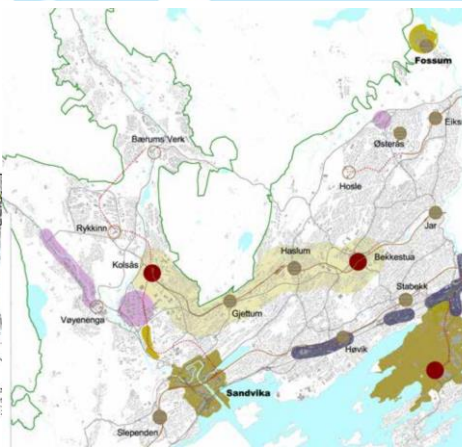 Fossum
Eiks
Østerås
Bærums Verk
Hosle
Jar
Rykkinn
Haslum
Bekkestua
Kolsås
Stabekk
Gjettum
Vøyenenga
Høvik
Sandvika
Slependen